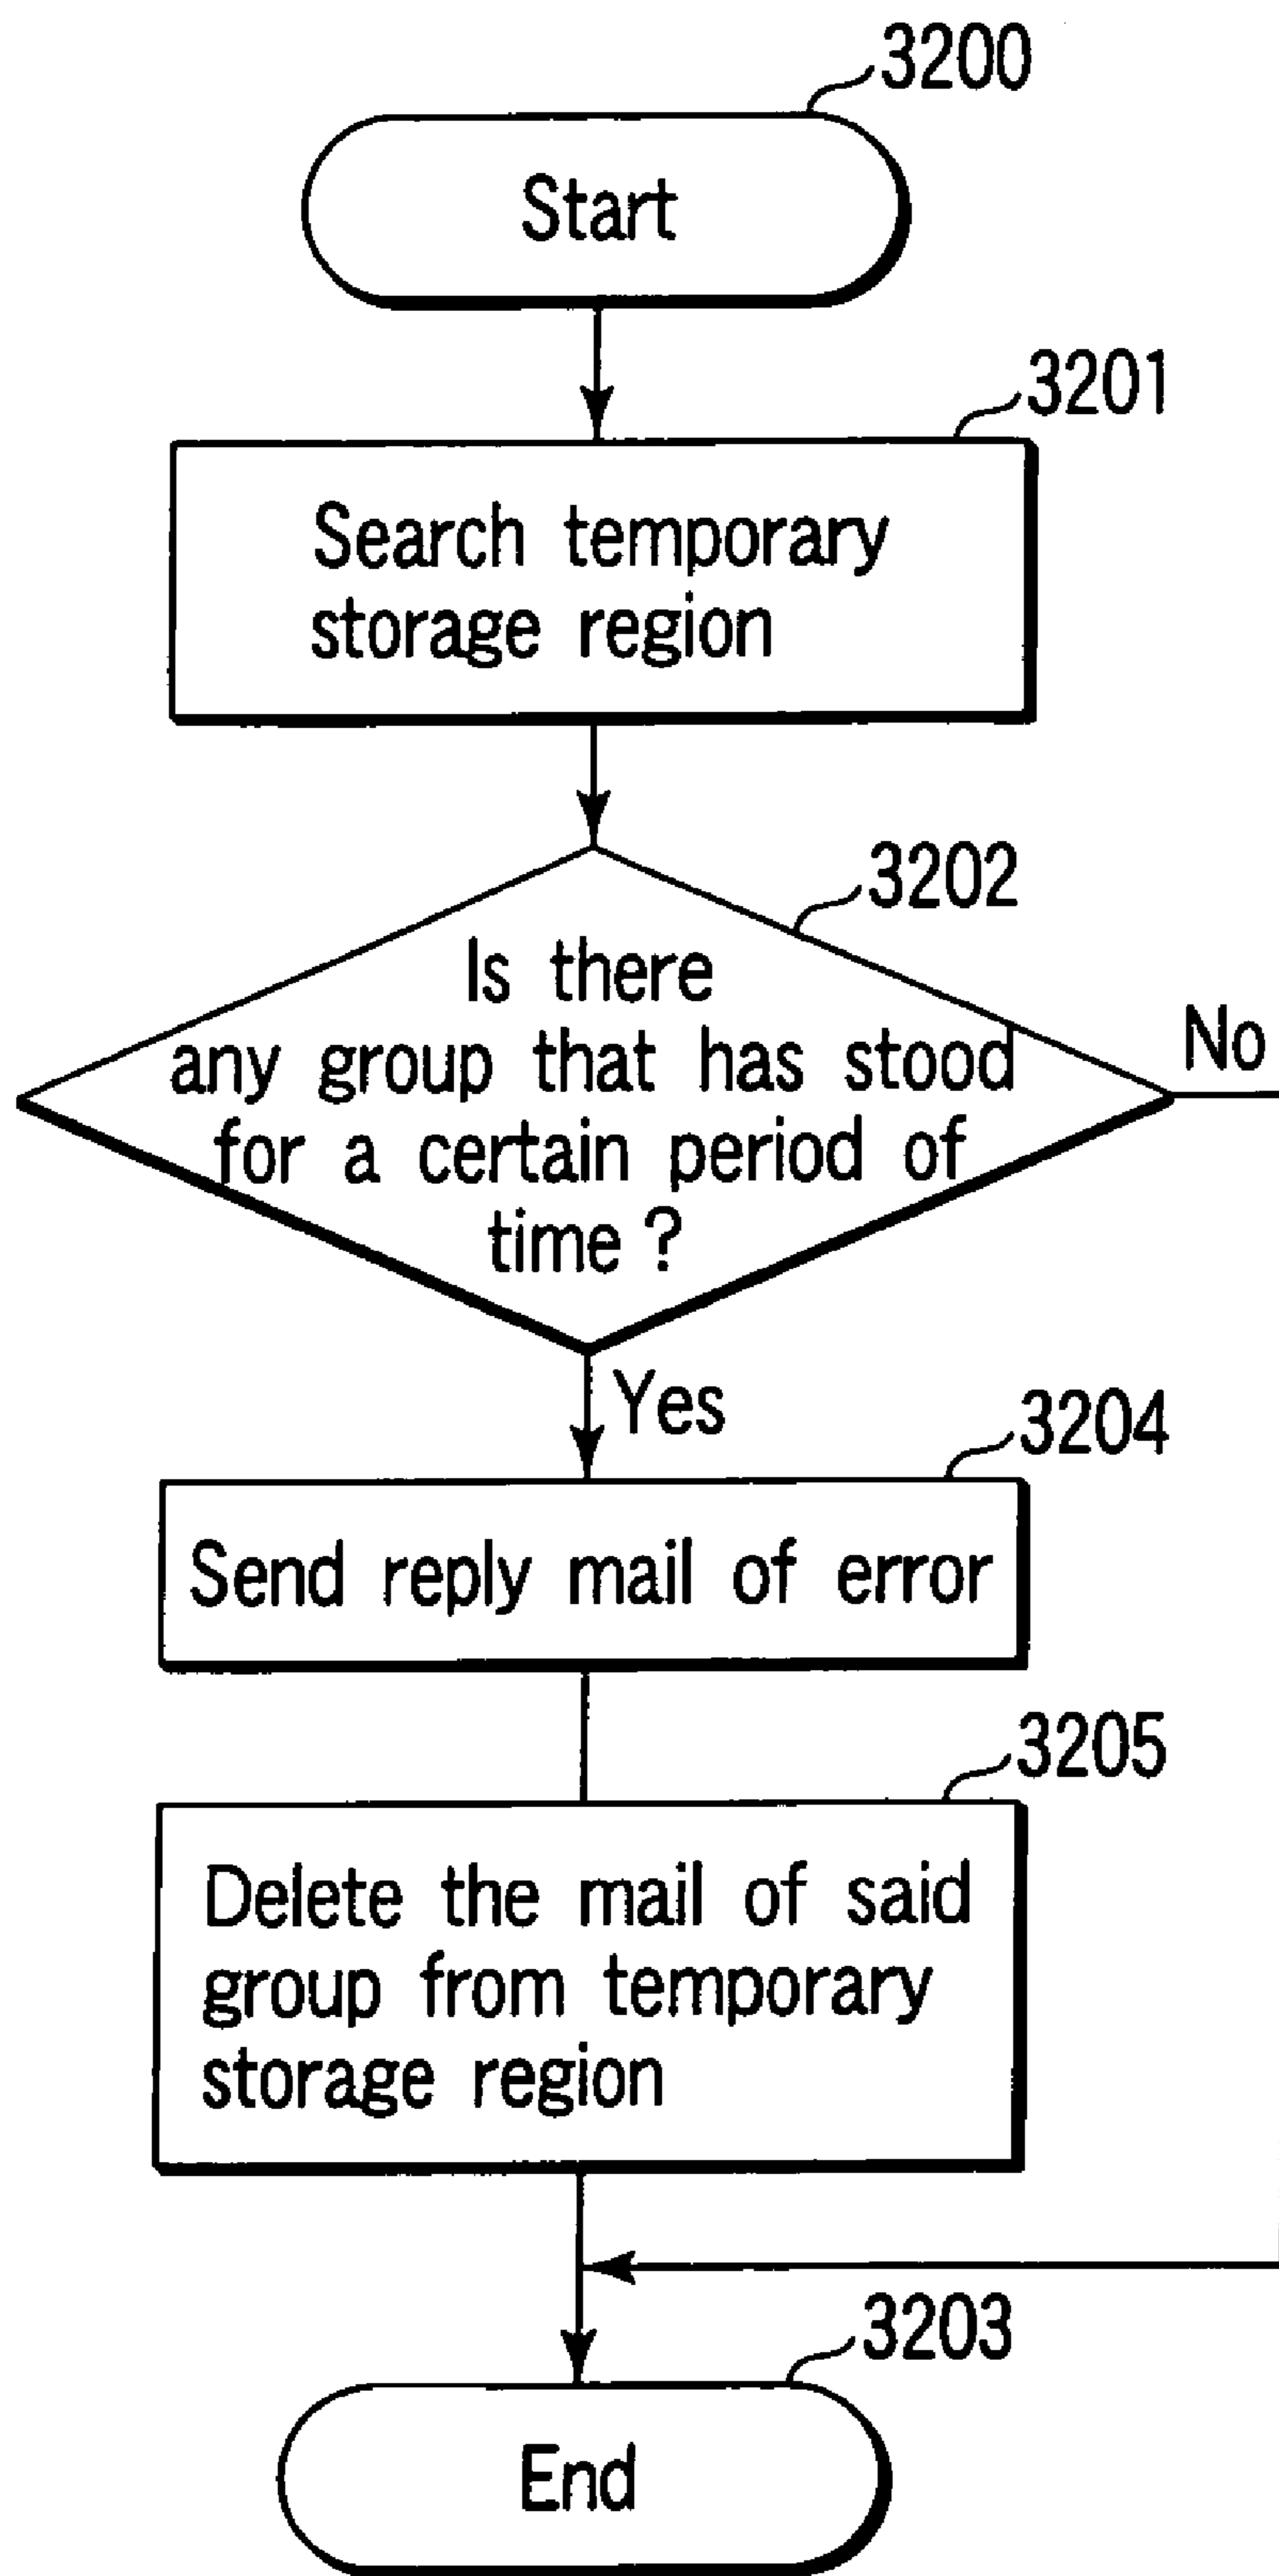 3200
Start
3201
Search temporary
storage region
3202
Is there
any group that has stood
for a certain period of
time ?
No
Yes
3204
Send reply mail of error
3205
Delete the mail of said
group from temporary
storage region
3203
End